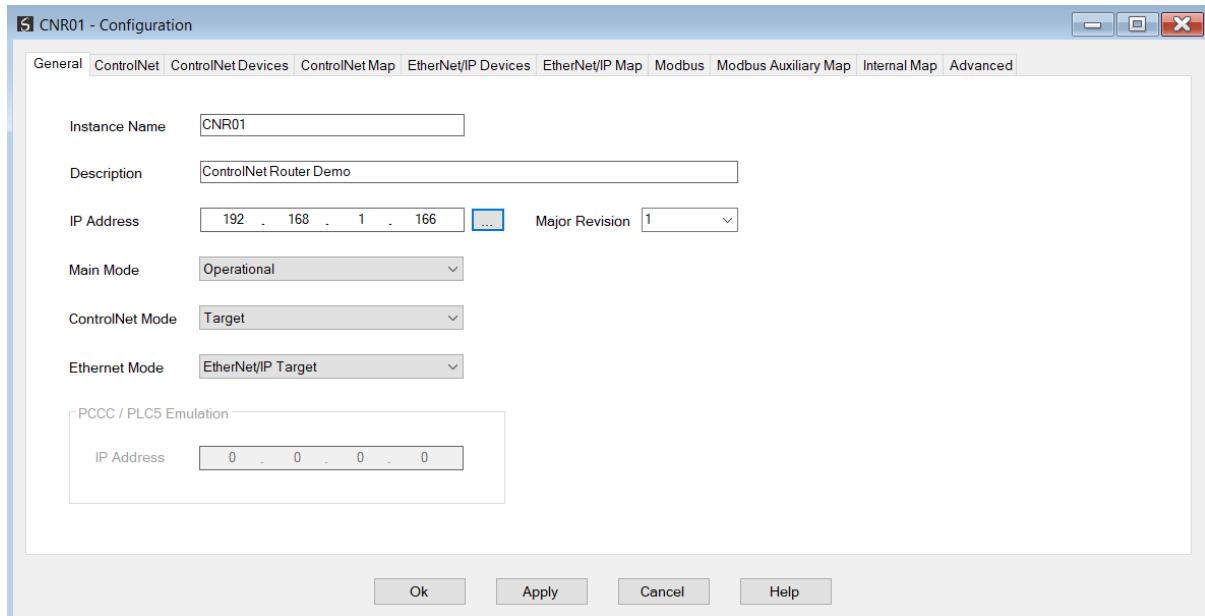 CNR01 - Configuration
General ControlNet ControlNet Devices ControlNet Map EtherNet/IP Devices EtherNet/IP Map Modbus Modbus Auxiliary Map Internal Map Advanced
Instance Name CNR01
Description ControlNet Router Demo
IP Address 192 . 168 . 1 . 166 ... Major Revision 1
Main Mode Operational
ControlNet Mode Target
Ethernet Mode EtherNet/IP Target
PCCC / PLC5 Emulation
IP Address 0 . 0 . 0 . 0
Ok Apply Cancel Help